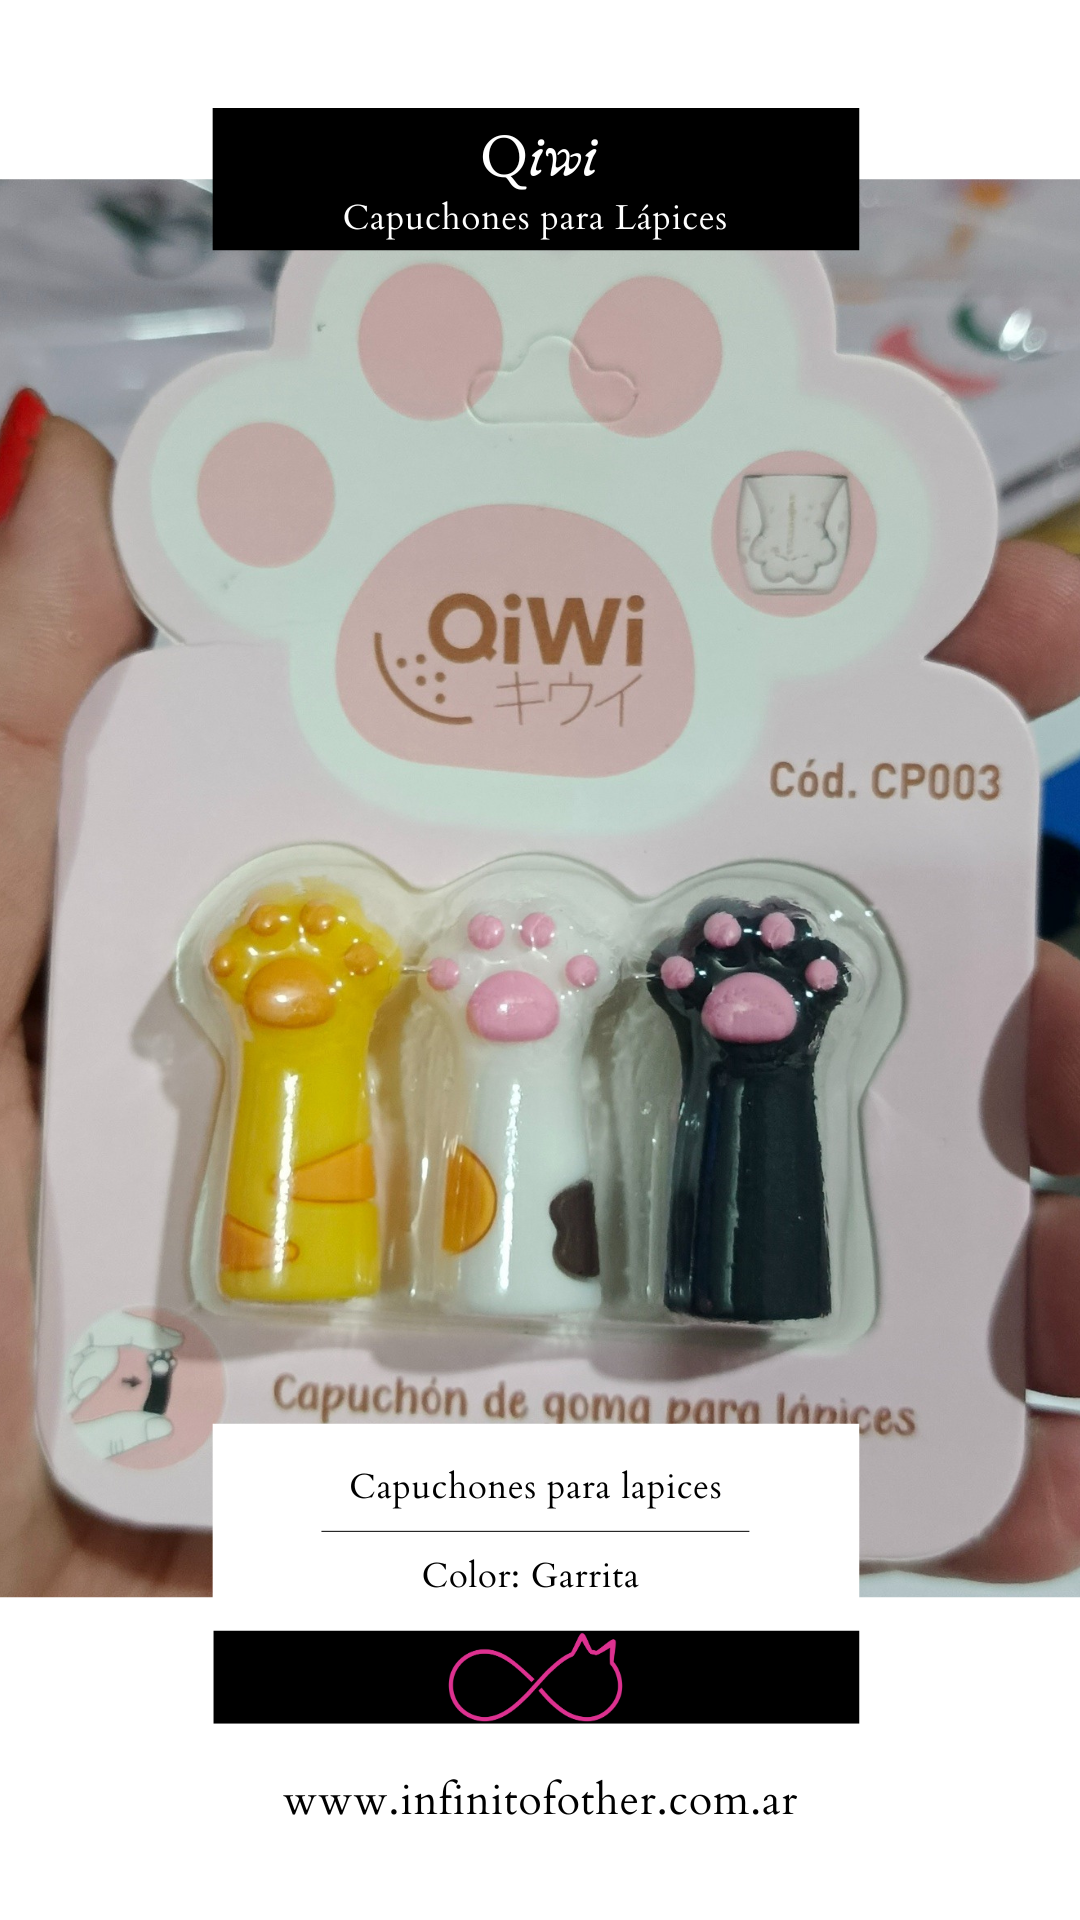 Qiwi
Capuchones para Lápices
QiWi
キウイ
Cód. CP003
Capuchón de goma para lápices
Capuchones para lapices
Color: Garrita
www.infinitofother.com.ar